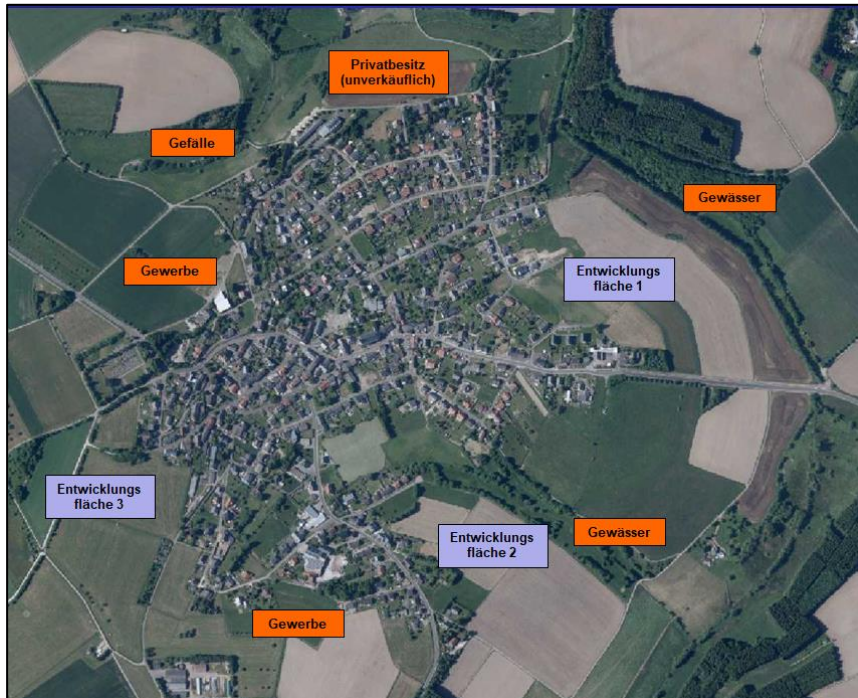 Privatbesitz
(unverkäuflich)
Gefälle
Gewässer
Gewerbe
Entwicklungs
fläche 1
Entwicklungs
fläche 3
Entwicklungs
fläche 2
Gewässer
Gewerbe